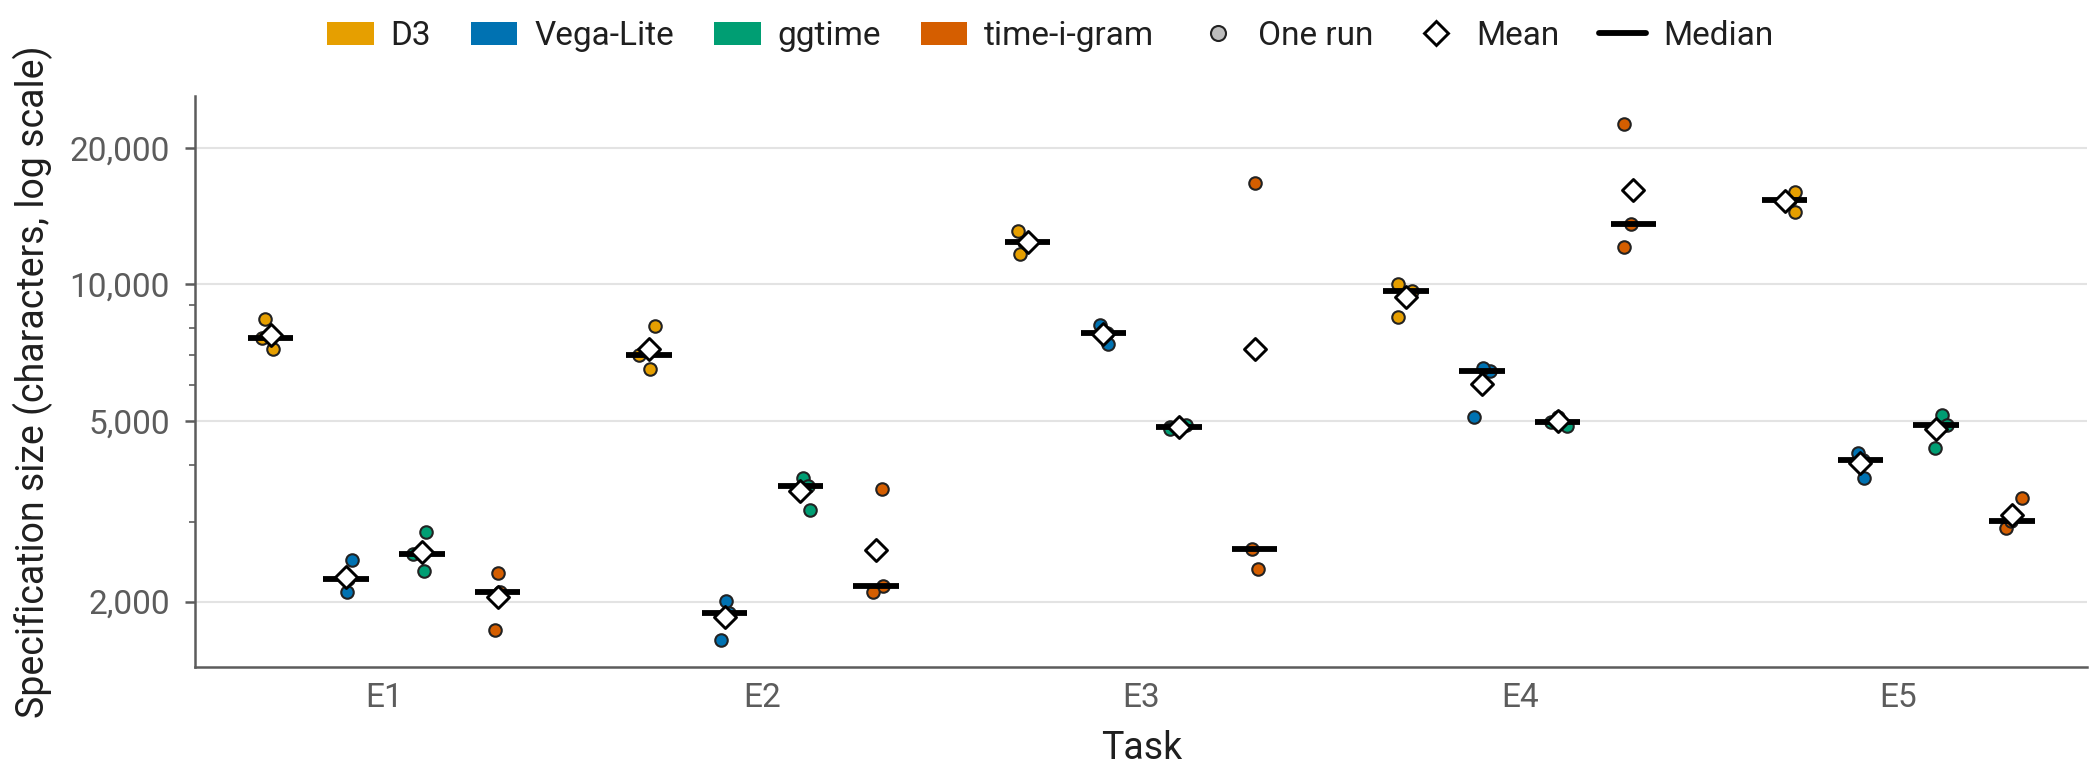 D3 Vega-Lite ggtime time-i-gram One run Mean Median
Specification size (characters, log scale)
20,000
10,000
5,000
2,000
E1 E2 E3 E4 E5
Task